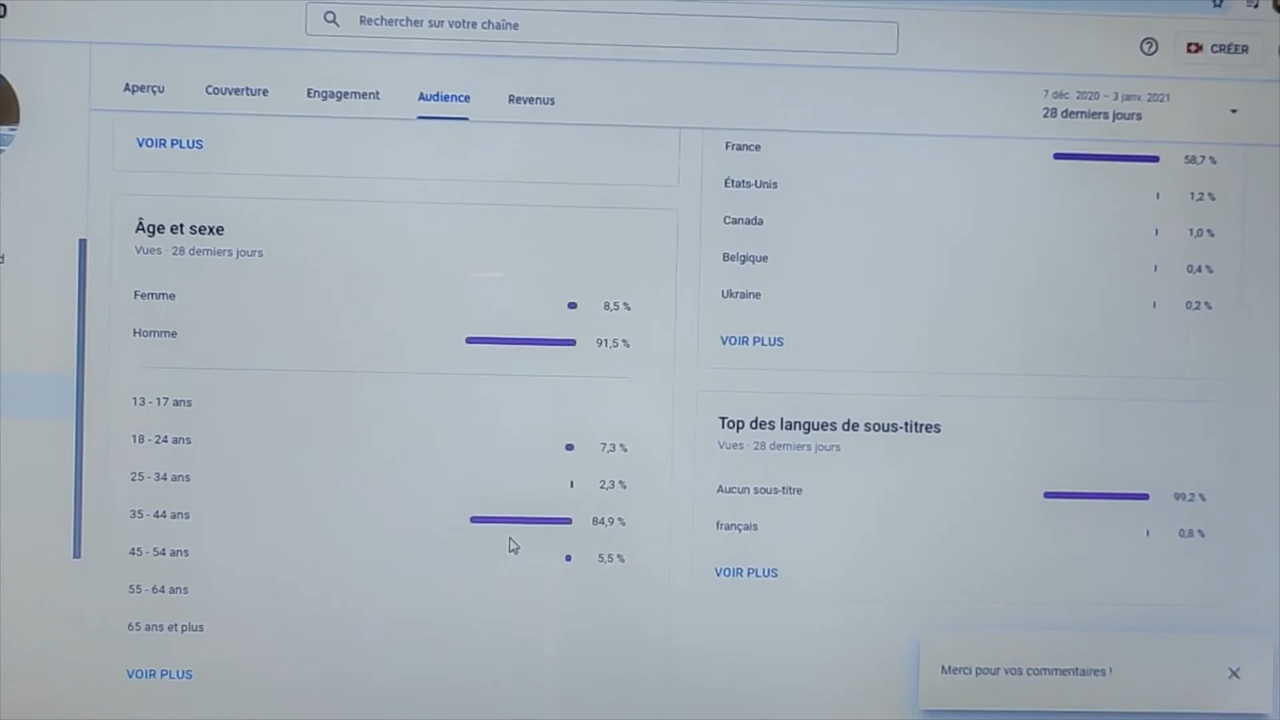 Rechercher sur votre chaîne
CRÉER
Aperçu Couverture Engagement Audience Revenus
7 déc. 2020 – 3 janv. 2021
28 derniers jours
VOIR PLUS
Âge et sexe
Vues · 28 derniers jours
Femme 8,5 %
Homme 91,5 %
13 - 17 ans
18 - 24 ans 7,3 %
25 - 34 ans 2,3 %
35 - 44 ans 84,9 %
45 - 54 ans 5,5 %
55 - 64 ans
65 ans et plus
VOIR PLUS
France 58,7 %
États-Unis 1,2 %
Canada 1,0 %
Belgique 0,4 %
Ukraine 0,2 %
VOIR PLUS
Top des langues de sous-titres
Vues · 28 derniers jours
Aucun sous-titre 99,2 %
français 0,8 %
VOIR PLUS
Merci pour vos commentaires !